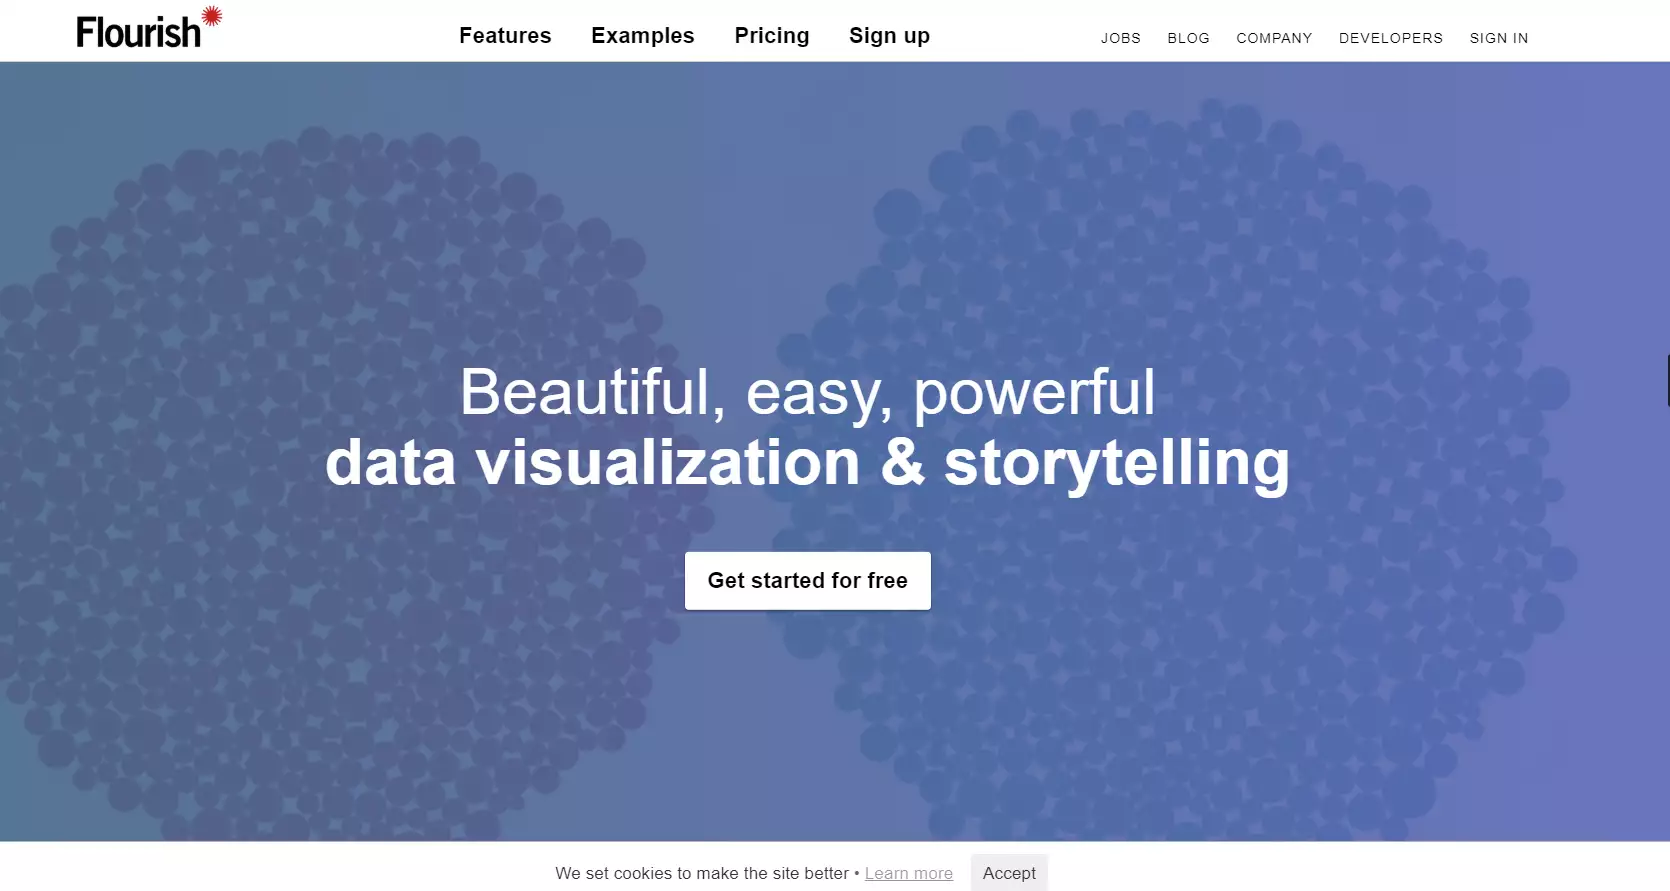 Flourish
Features Examples Pricing Sign up
JOBS BLOG COMPANY DEVELOPERS SIGN IN
Beautiful, easy, powerful
data visualization & storytelling
Get started for free
We set cookies to make the site better • Learn more Accept